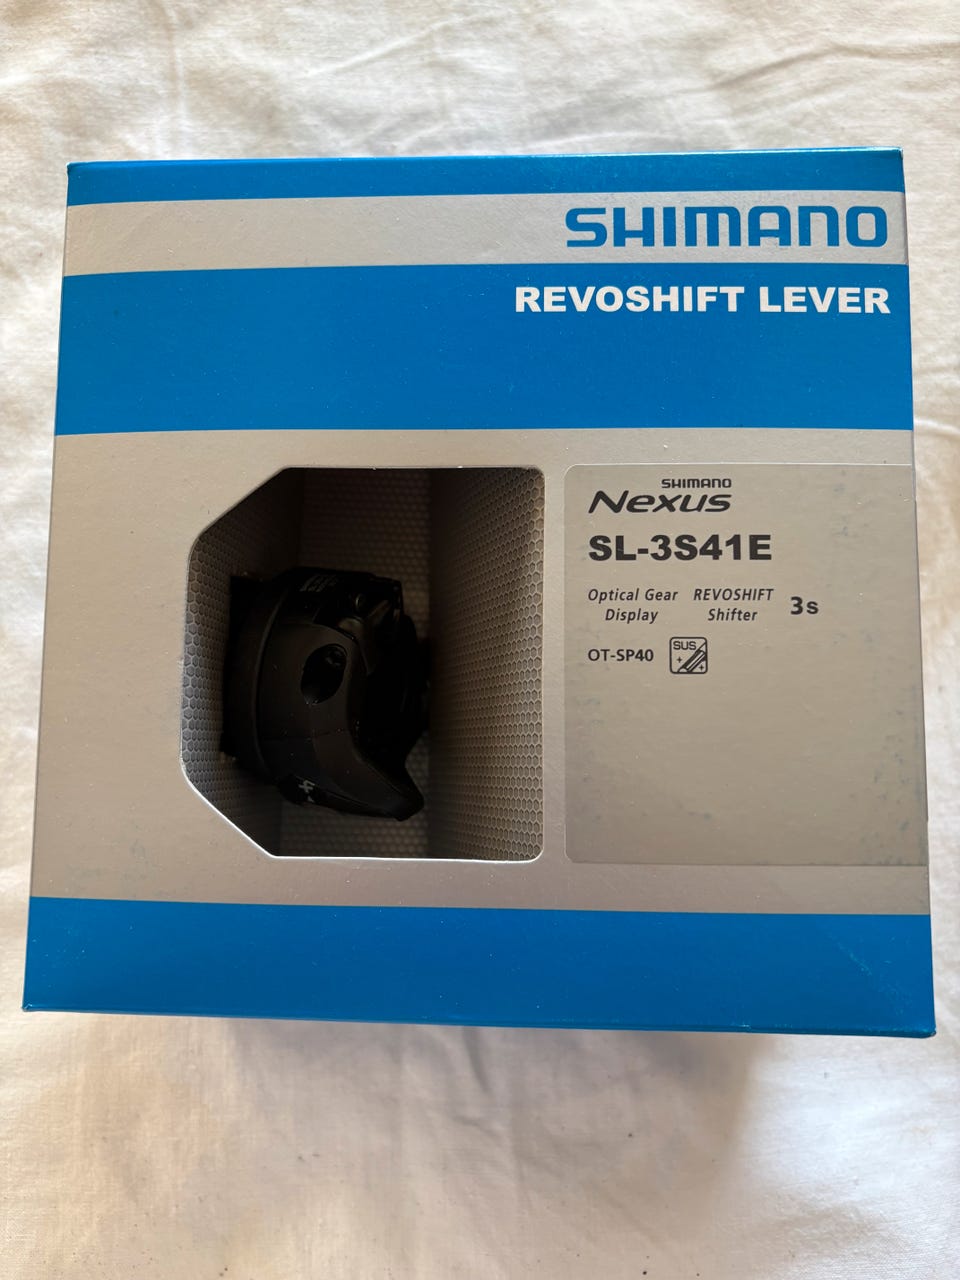 SHIMANO
REVOSHIFT LEVER
SHIMANO
Nexus
SL-3S41E
Optical Gear Display
REVOSHIFT Shifter
3s
OT-SP40
SUS